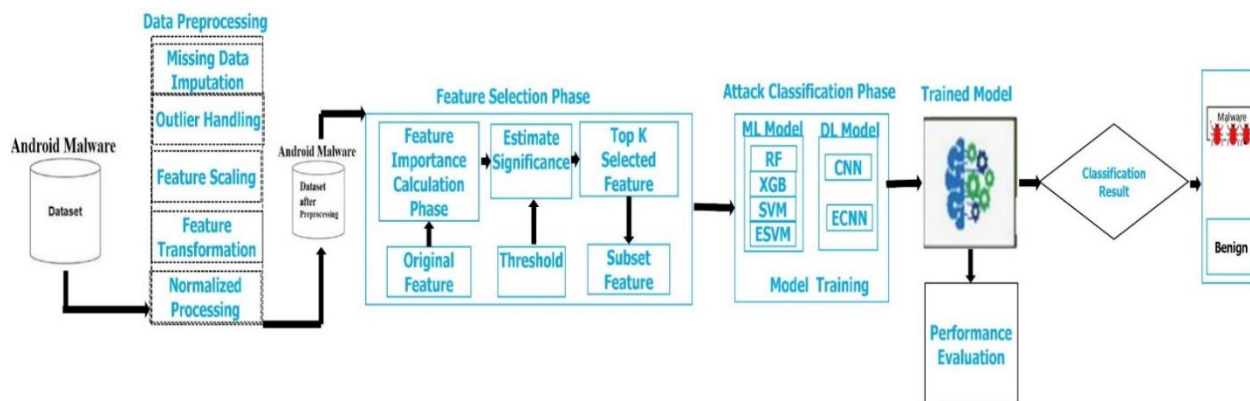 Android Malware
Dataset
Data Preprocessing
Missing Data
Imputation
Outlier Handling
Feature Scaling
Feature
Transformation
Normalized
Processing
Android Malware
Dataset
after
Preprocessing
Feature Selection Phase
Feature
Importance
Calculation
Phase
Estimate
Significance
Top K
Selected
Feature
Original
Feature
Threshold
Subset
Feature
Attack Classification Phase
ML Model
RF
XGB
SVM
ESVM
DL Model
CNN
ECNN
Model Training
Trained Model
Performance
Evaluation
Classification
Result
Malware
Benign